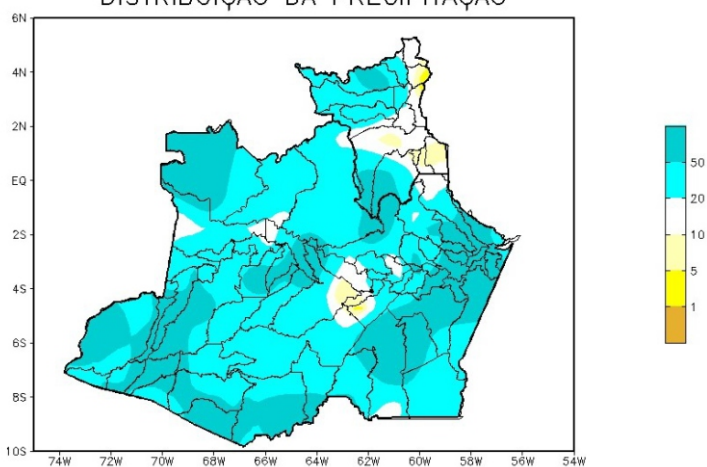 DISTRIBUIÇÃO DA PRECIPITAÇÃO
6N
4N
2N
EQ
2S
4S
6S
8S
10S
74W 72W 70W 68W 66W 64W 62W 60W 58W 56W 54W
50
20
10
5
1